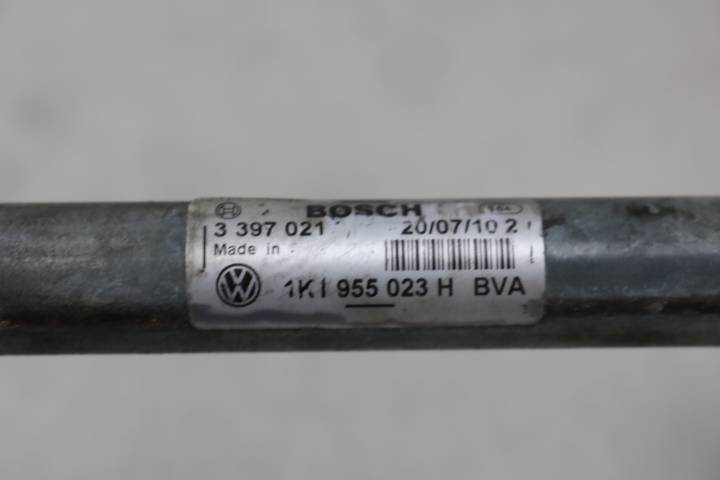 BOSCH
3 397 021 20/07/10 2
Made in
1K1 955 023 H BVA